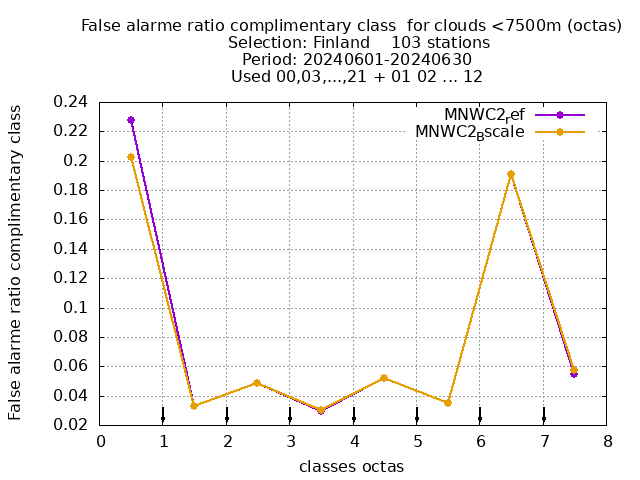 False alarme ratio complimentary class  for clouds <7500m (octas)
Selection: Finland    103 stations
Period: 20240601-20240630
Used 00,03,...,21 + 01 02 ... 12
False alarme ratio complimentary class
0.24
0.22
0.2
0.18
0.16
0.14
0.12
0.1
0.08
0.06
0.04
0.02
MNWC2ref
MNWC2Bscale
0 1 2 3 4 5 6 7 8
classes octas